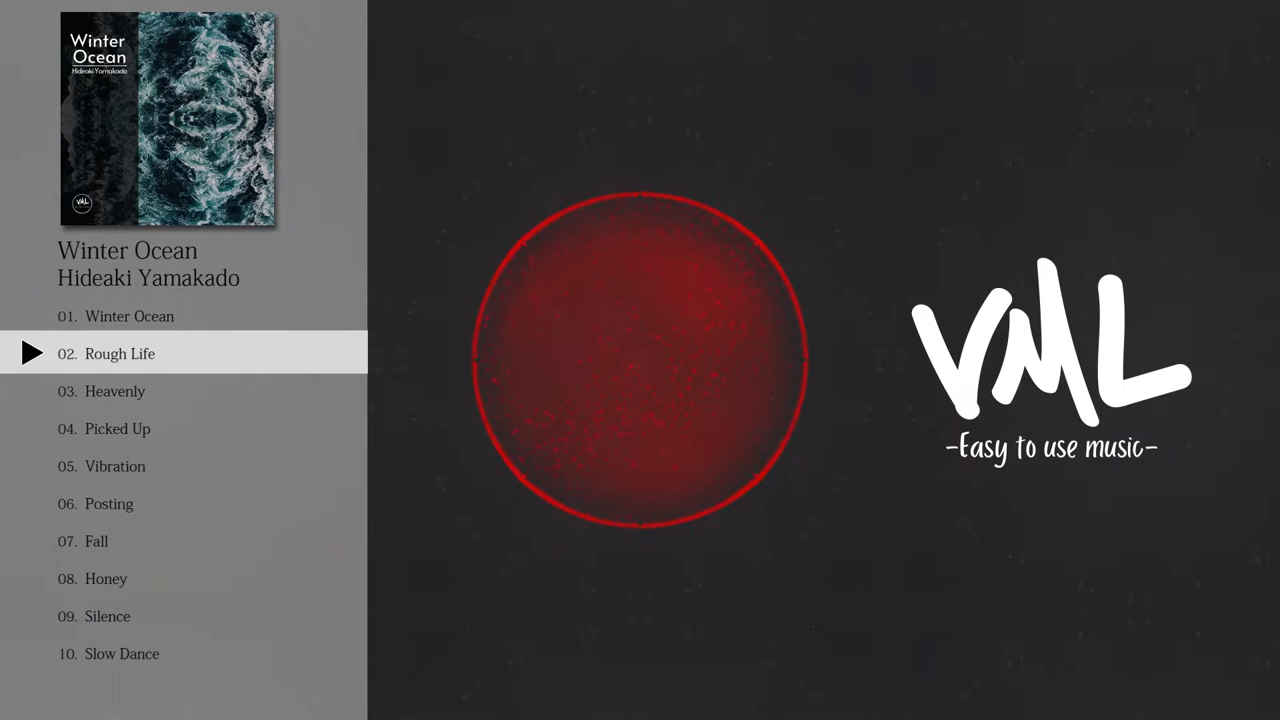 Winter
Ocean
Hideaki Yamakado
VML
Winter Ocean
Hideaki Yamakado
01. Winter Ocean
02. Rough Life
03. Heavenly
04. Picked Up
05. Vibration
06. Posting
07. Fall
08. Honey
09. Silence
10. Slow Dance
VML
-Easy to use music-